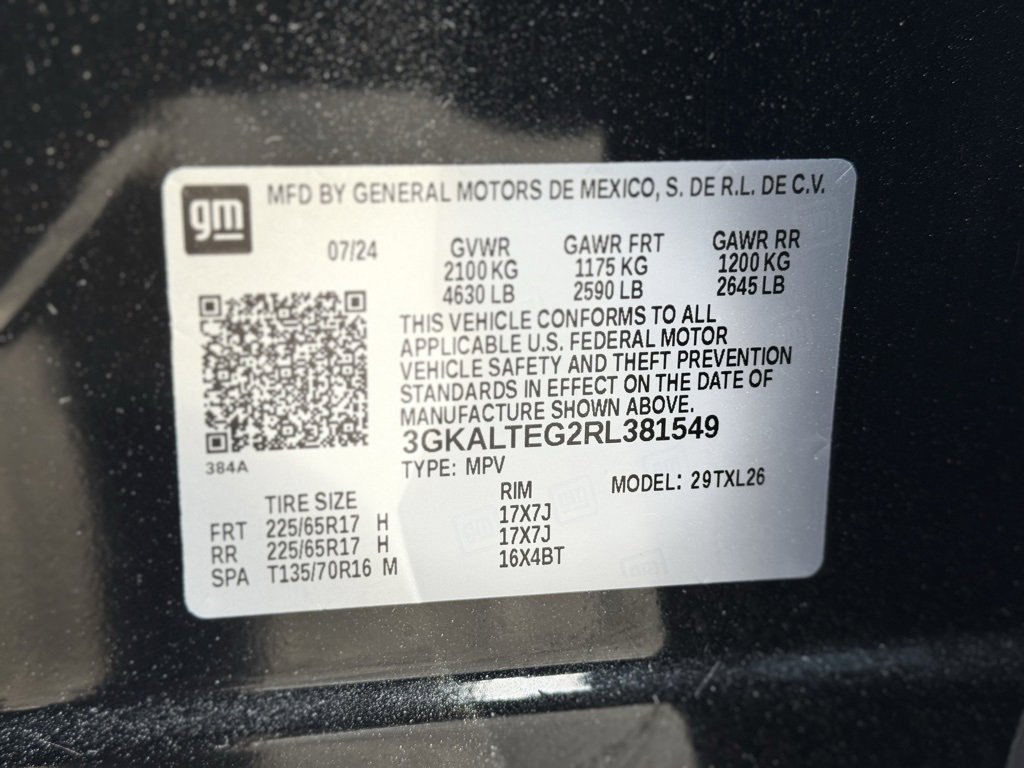 gm
MFD BY GENERAL MOTORS DE MEXICO, S. DE R.L. DE C.V.
07/24 GVWR GAWR FRT GAWR RR
2100 KG 1175 KG 1200 KG
4630 LB 2590 LB 2645 LB
THIS VEHICLE CONFORMS TO ALL
APPLICABLE U.S. FEDERAL MOTOR
VEHICLE SAFETY AND THEFT PREVENTION
STANDARDS IN EFFECT ON THE DATE OF
MANUFACTURE SHOWN ABOVE.
3GKALTEG2RL381549
384A
TYPE: MPV
MODEL: 29TXL26
TIRE SIZE RIM
FRT 225/65R17 H 17X7J
RR 225/65R17 H 17X7J
SPA T135/70R16 M 16X4BT